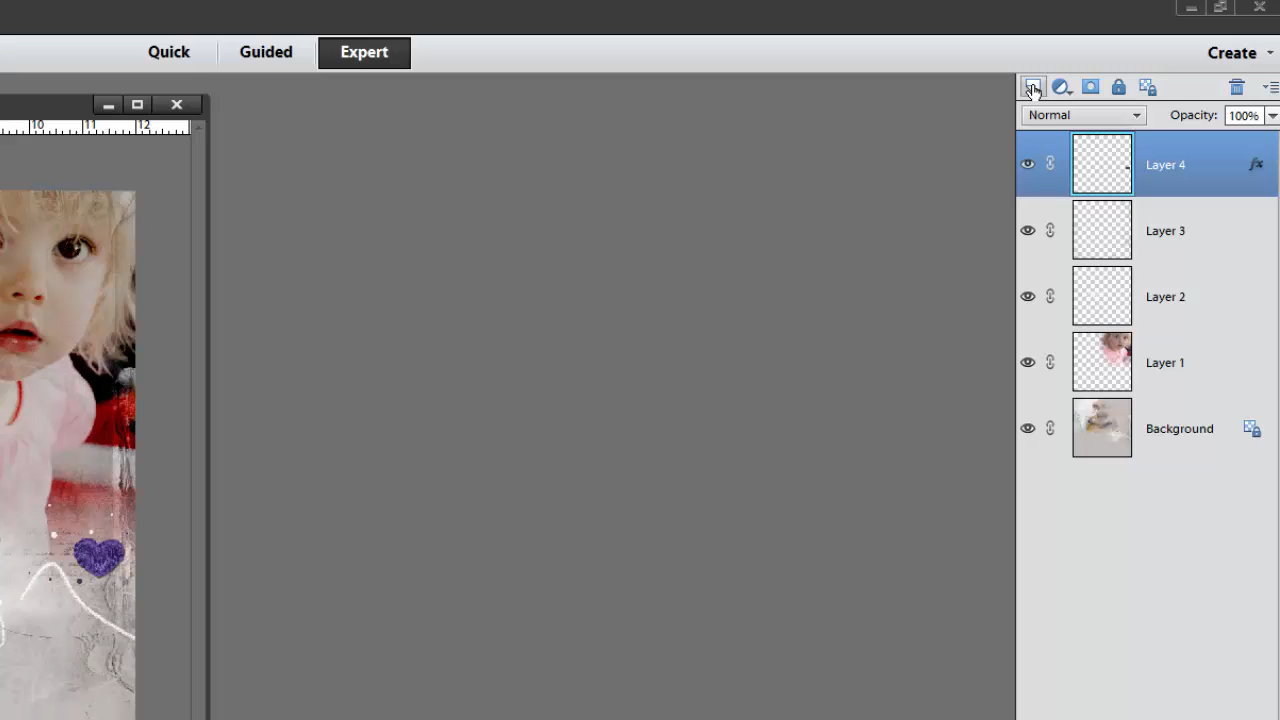 Quick Guided Expert Create
10 11 12
Normal Opacity: 100%
Layer 4 fx
Layer 3
Layer 2
Layer 1
Background